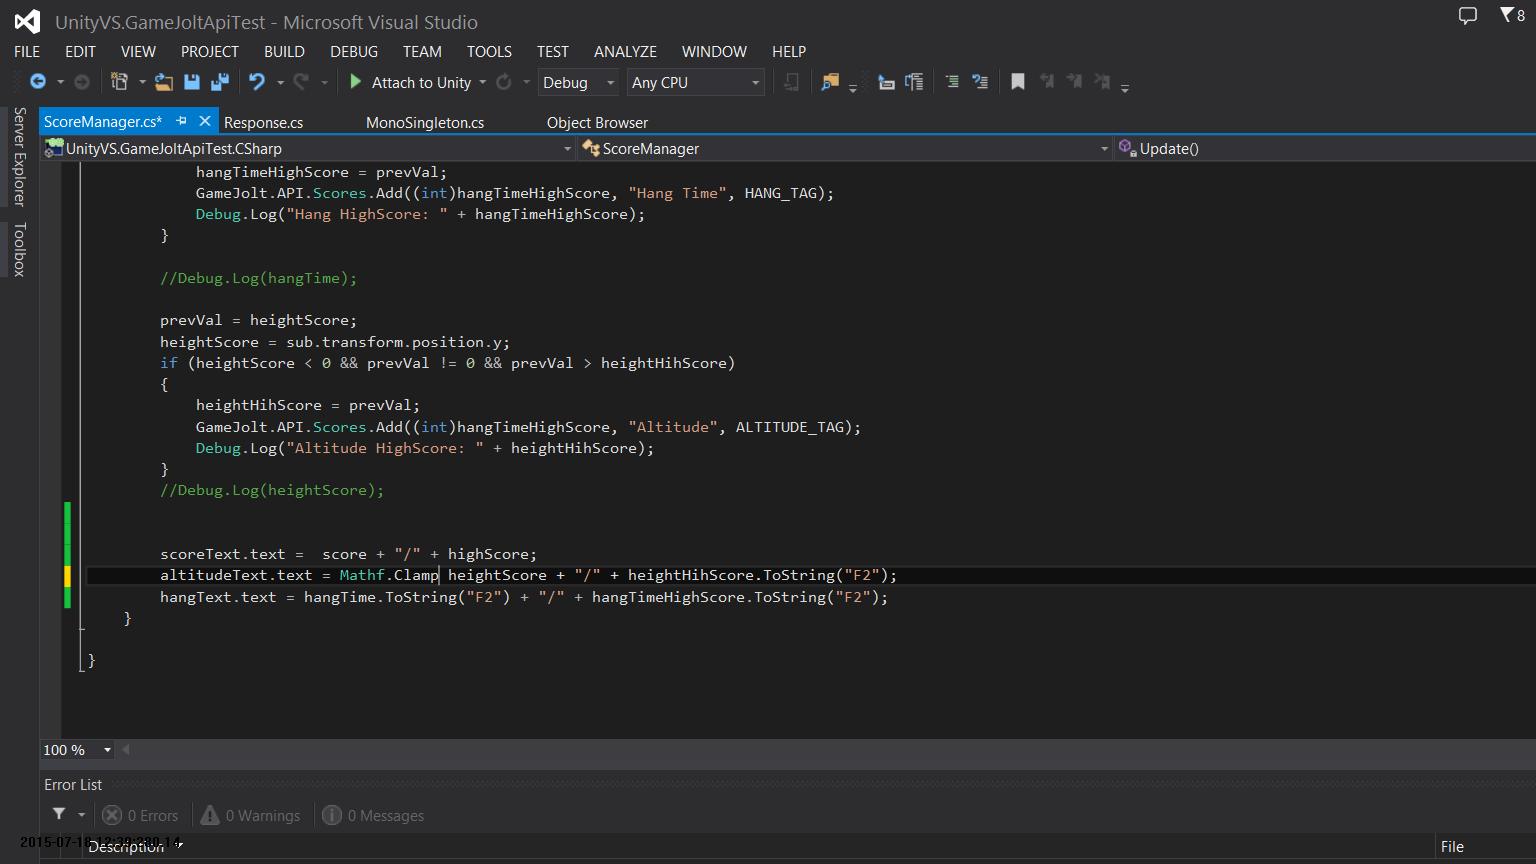 UnityVS.GameJoltApiTest - Microsoft Visual Studio
8
FILE EDIT VIEW PROJECT BUILD DEBUG TEAM TOOLS TEST ANALYZE WINDOW HELP
Attach to Unity Debug Any CPU
Server Explorer
Toolbox
ScoreManager.cs* Response.cs MonoSingleton.cs Object Browser
UnityVS.GameJoltApiTest.CSharp ScoreManager Update()
hangTimeHighScore = prevVal;
GameJolt.API.Scores.Add((int)hangTimeHighScore, "Hang Time", HANG_TAG);
Debug.Log("Hang HighScore: " + hangTimeHighScore);
}
//Debug.Log(hangTime);
prevVal = heightScore;
heightScore = sub.transform.position.y;
if (heightScore < 0 && prevVal != 0 && prevVal > heightHihScore)
{
heightHihScore = prevVal;
GameJolt.API.Scores.Add((int)hangTimeHighScore, "Altitude", ALTITUDE_TAG);
Debug.Log("Altitude HighScore: " + heightHihScore);
}
//Debug.Log(heightScore);
scoreText.text =  score + "/" + highScore;
altitudeText.text = Mathf.Clamp heightScore + "/" + heightHihScore.ToString("F2");
hangText.text = hangTime.ToString("F2") + "/" + hangTimeHighScore.ToString("F2");
}
}
100 %
Error List
0 Errors 0 Warnings 0 Messages
Description File